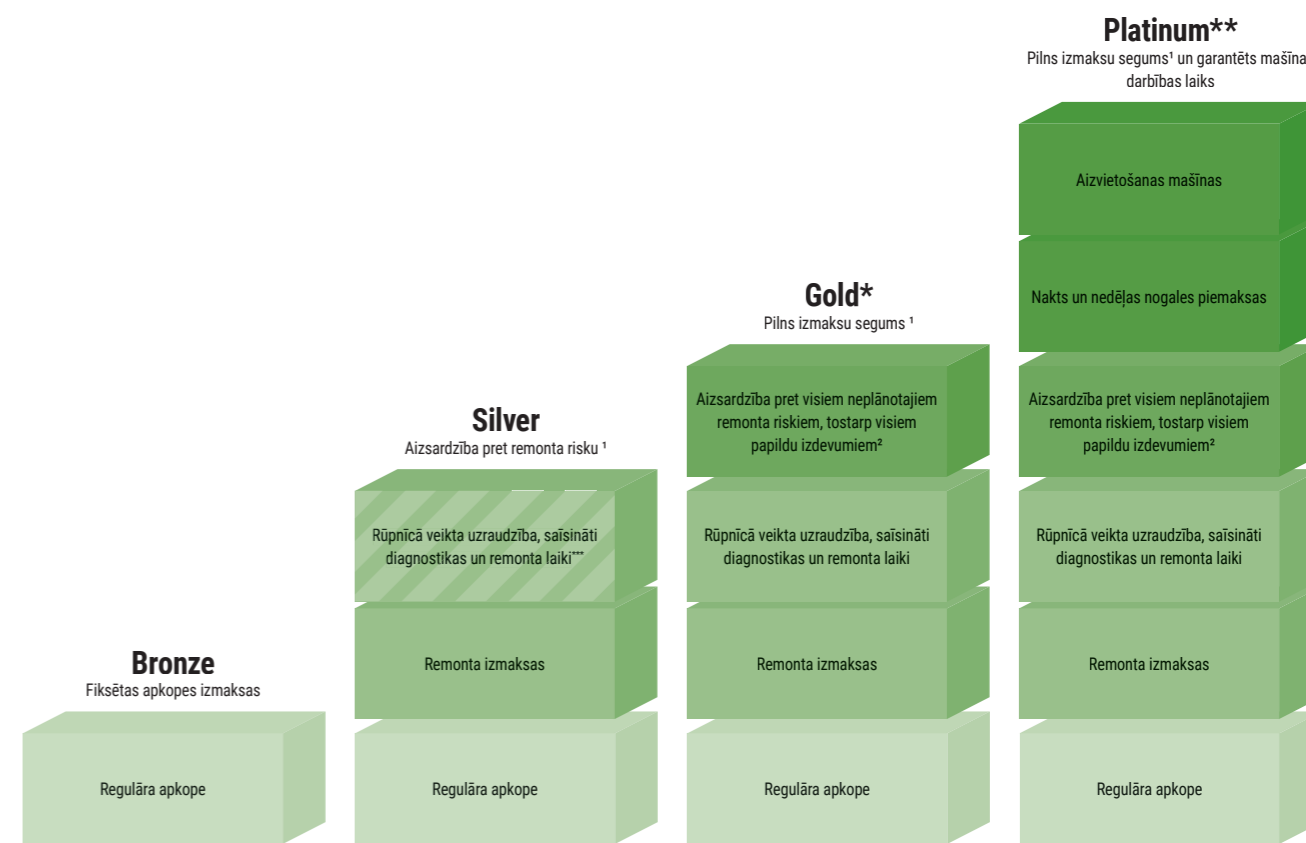 Platinum**
Pilns izmaksu segums¹ un garantēts mašīna
darbības laiks
Aizvietošanas mašīnas
Nakts un nedēļas nogales piemaksas
Aizsardzība pret visiem neplānotajiem
remonta riskiem, tostarp visiem
papildu izdevumiem²
Rūpnīcā veikta uzraudzība, saīsināti
diagnostikas un remonta laiki
Remonta izmaksas
Regulāra apkope
Gold*
Pilns izmaksu segums ¹
Aizsardzība pret visiem neplānotajiem
remonta riskiem, tostarp visiem
papildu izdevumiem²
Rūpnīcā veikta uzraudzība, saīsināti
diagnostikas un remonta laiki
Remonta izmaksas
Regulāra apkope
Silver
Aizsardzība pret remonta risku ¹
Rūpnīcā veikta uzraudzība, saīsināti
diagnostikas un remonta laiki***
Remonta izmaksas
Regulāra apkope
Bronze
Fiksētas apkopes izmaksas
Regulāra apkope